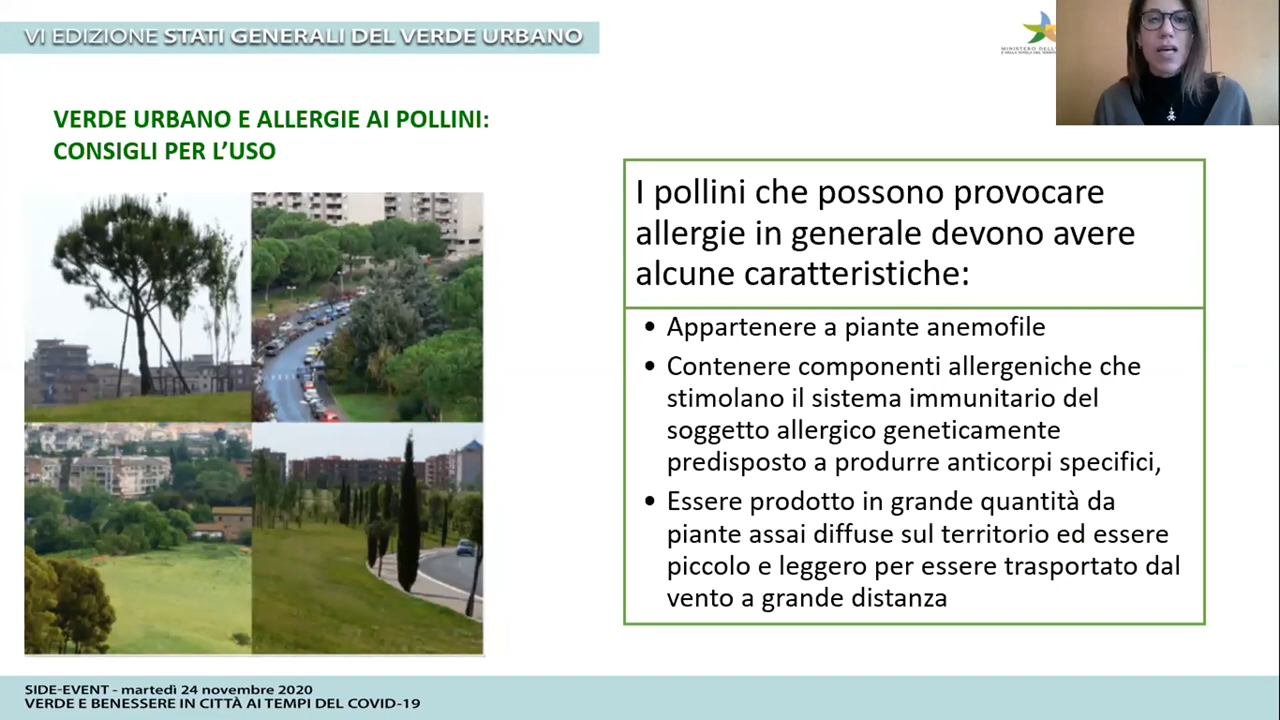 VI EDIZIONE STATI GENERALI DEL VERDE URBANO
VERDE URBANO E ALLERGIE AI POLLINI:
CONSIGLI PER L'USO
I pollini che possono provocare
allergie in generale devono avere
alcune caratteristiche:
• Appartenere a piante anemofile
• Contenere componenti allergeniche che
stimolano il sistema immunitario del
soggetto allergico geneticamente
predisposto a produrre anticorpi specifici,
• Essere prodotto in grande quantità da
piante assai diffuse sul territorio ed essere
piccolo e leggero per essere trasportato dal
vento a grande distanza
SIDE-EVENT - martedì 24 novembre 2020
VERDE E BENESSERE IN CITTÀ AI TEMPI DEL COVID-19